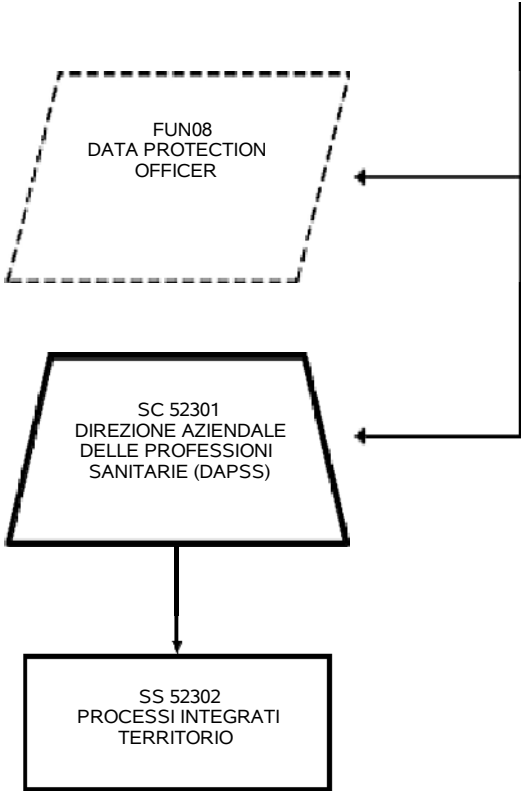 FUN08
DATA PROTECTION
OFFICER
SC 52301
DIREZIONE AZIENDALE
DELLE PROFESSIONI
SANITARIE (DAPSS)
SS 52302
PROCESSI INTEGRATI
TERRITORIO